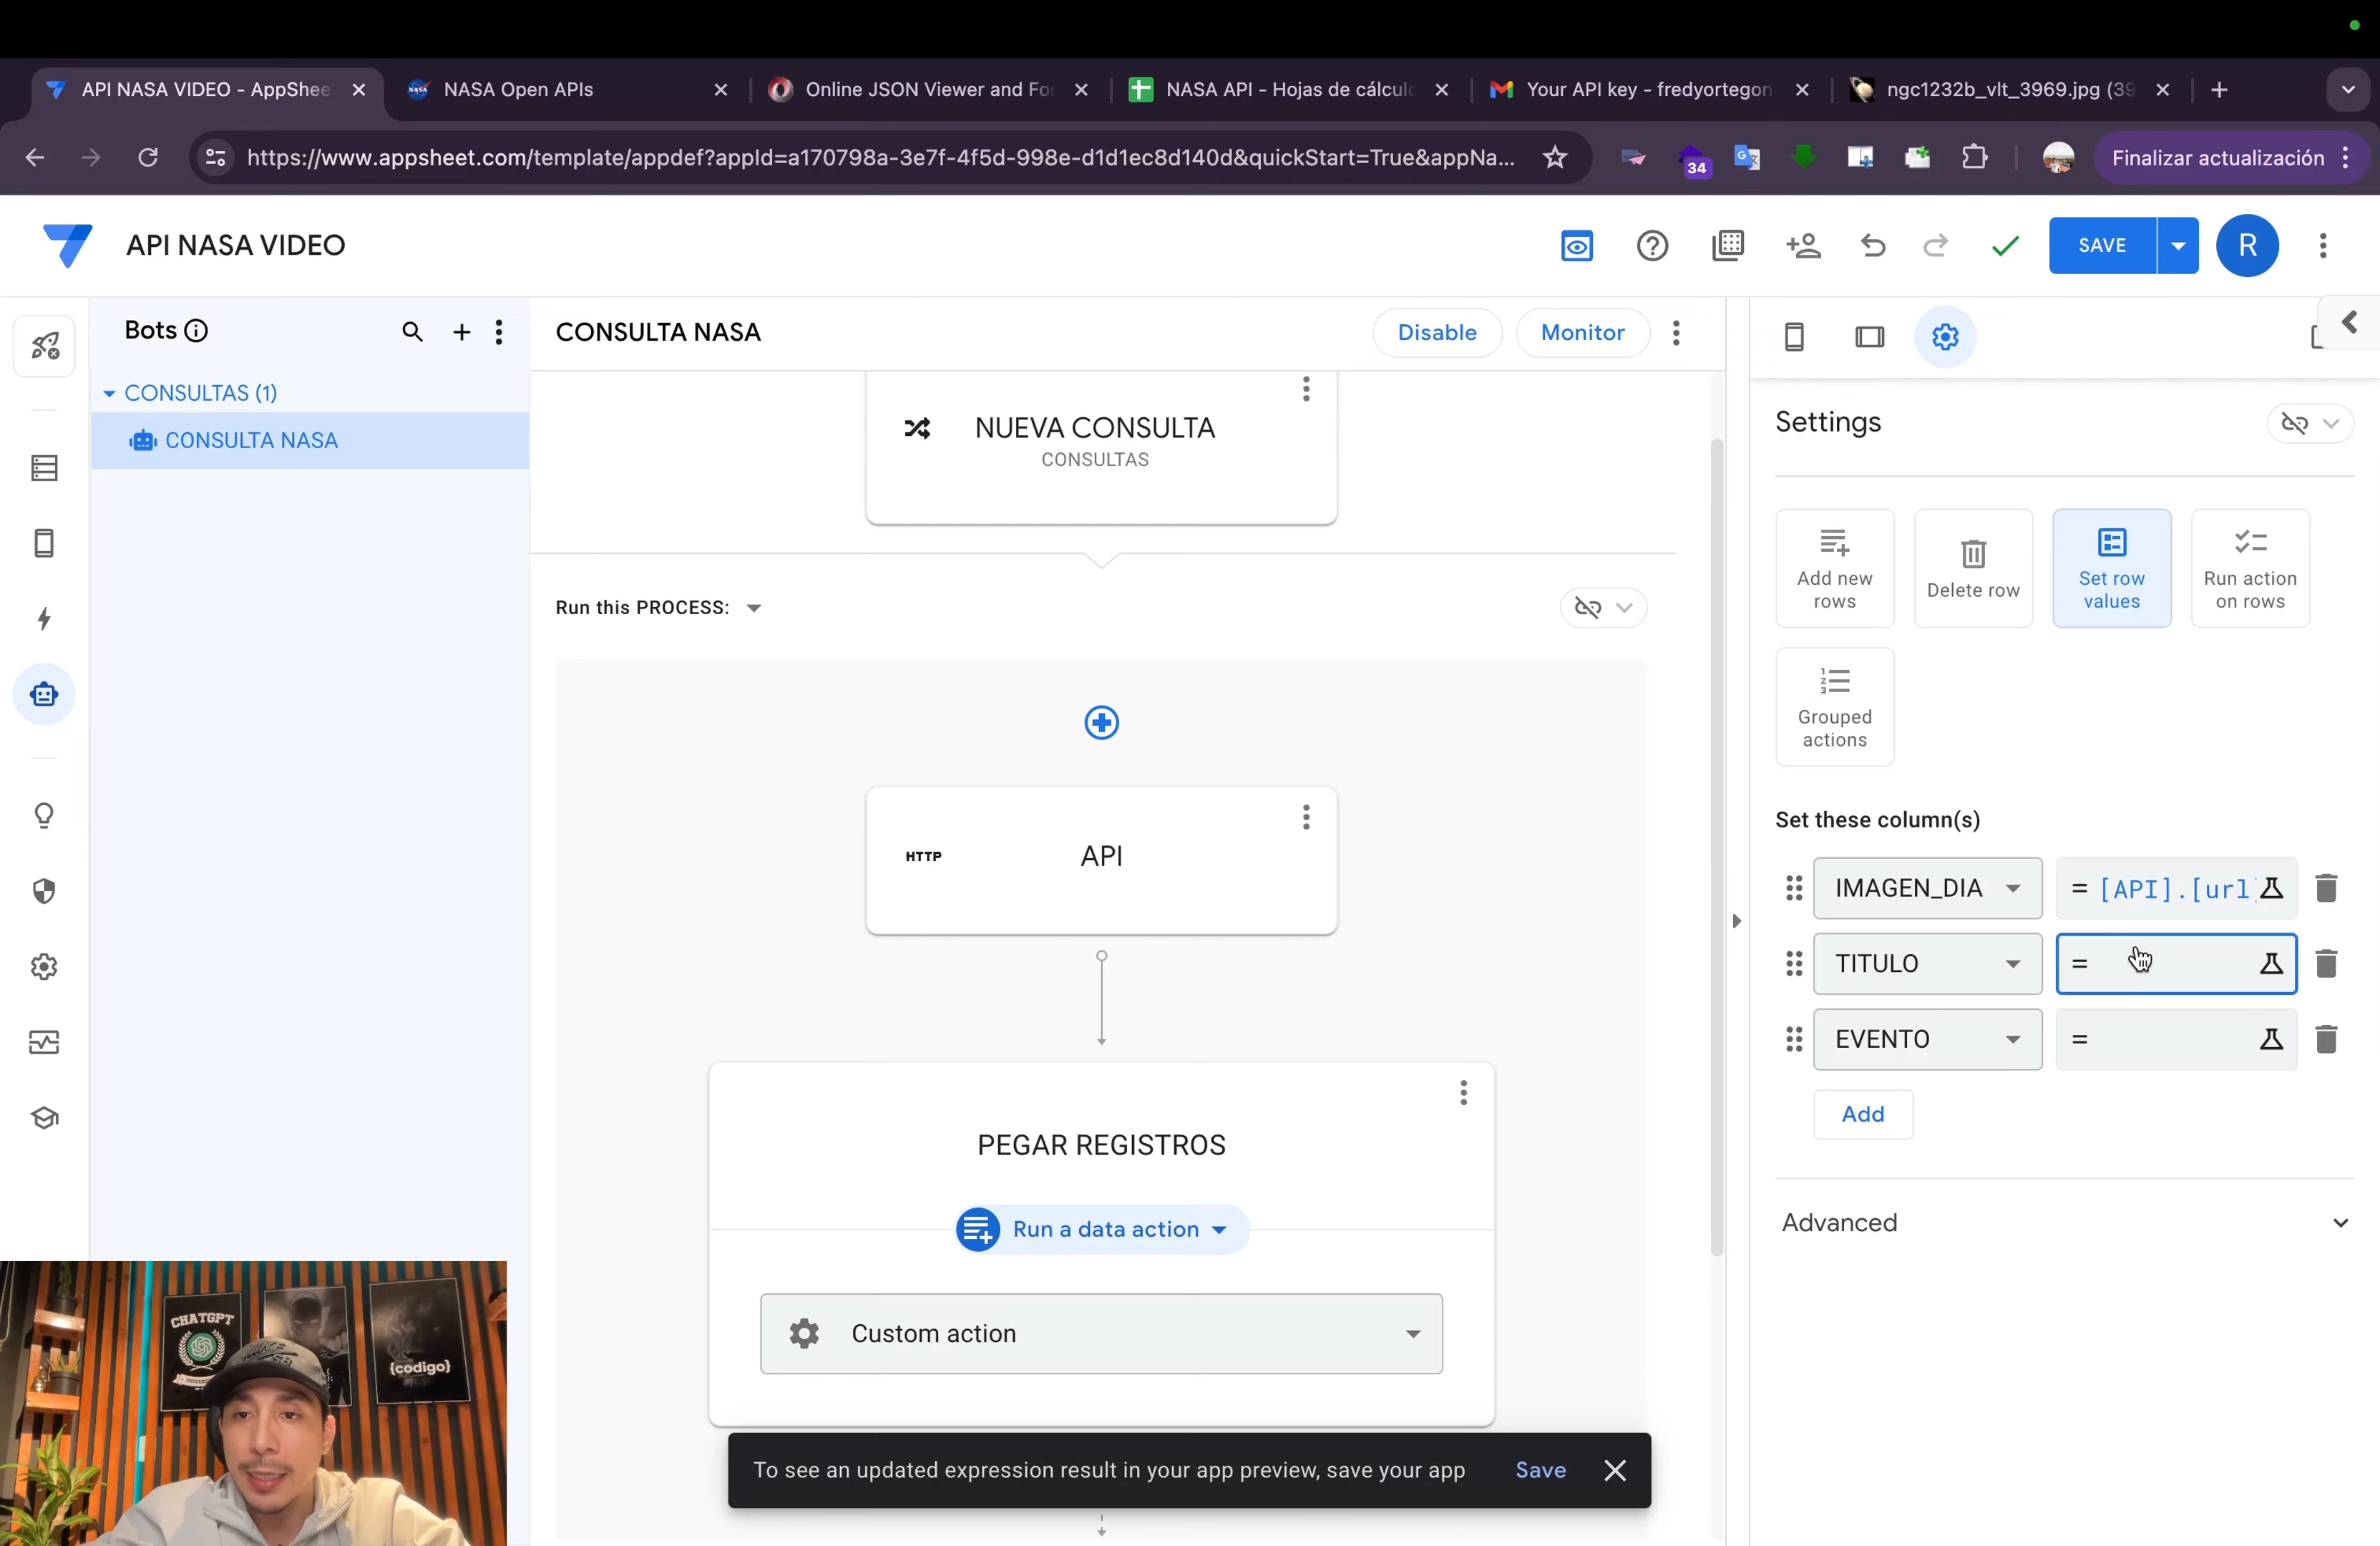 API NASA VIDEO - AppShee
NASA Open APIs
Online JSON Viewer and For
NASA API - Hojas de cálculo
Your API key - fredyortegon
ngc1232b_vlt_3969.jpg (39
https://www.appsheet.com/template/appdef?appId=a170798a-3e7f-4f5d-998e-d1d1ec8d140d&quickStart=True&appNa...
34
Finalizar actualización
API NASA VIDEO
SAVE
R
Bots
CONSULTA NASA
Disable
Monitor
CONSULTAS (1)
CONSULTA NASA
NUEVA CONSULTA
CONSULTAS
Run this PROCESS:
HTTP
API
PEGAR REGISTROS
Run a data action
Custom action
To see an updated expression result in your app preview, save your app
Save
Settings
Add new rows
Delete row
Set row values
Run action on rows
Grouped actions
Set these column(s)
IMAGEN_DIA
= [API].[url]
TITULO
=
EVENTO
=
Add
Advanced
CHATGPT
{codigo}